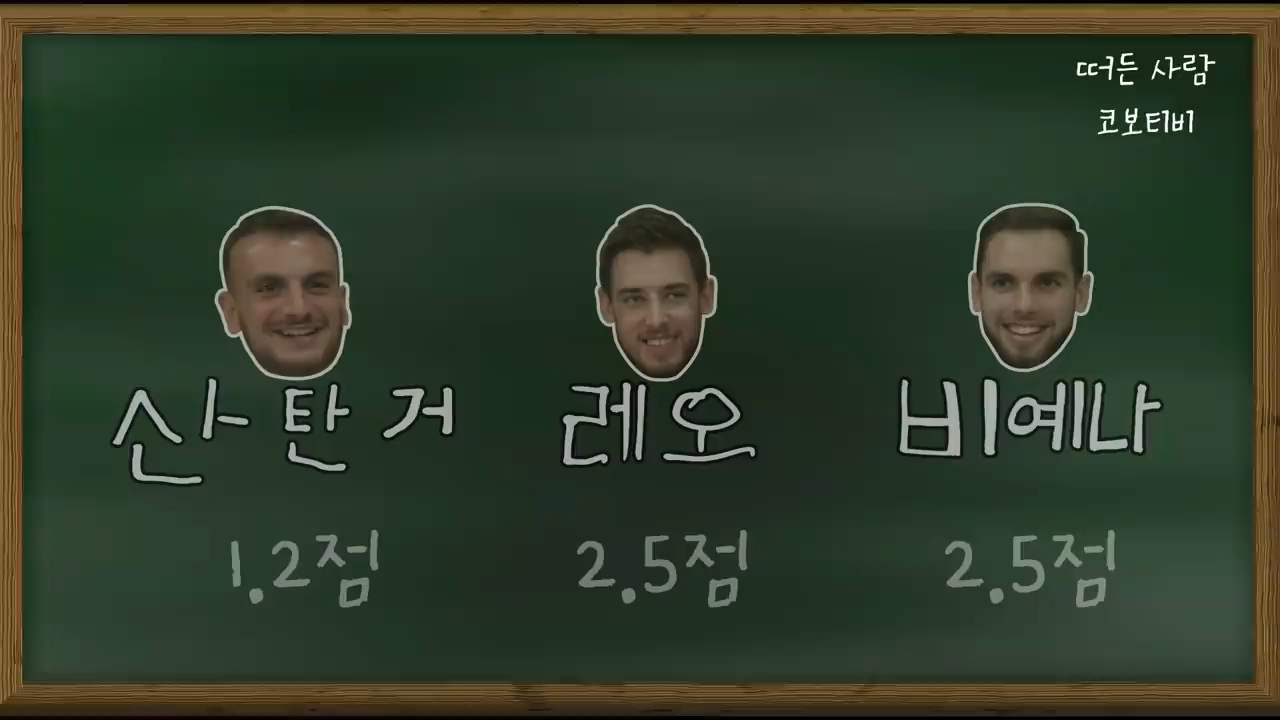 떠든 사람
코보티비
산탄거 레오 비예나
1.2점 2.5점 2.5점